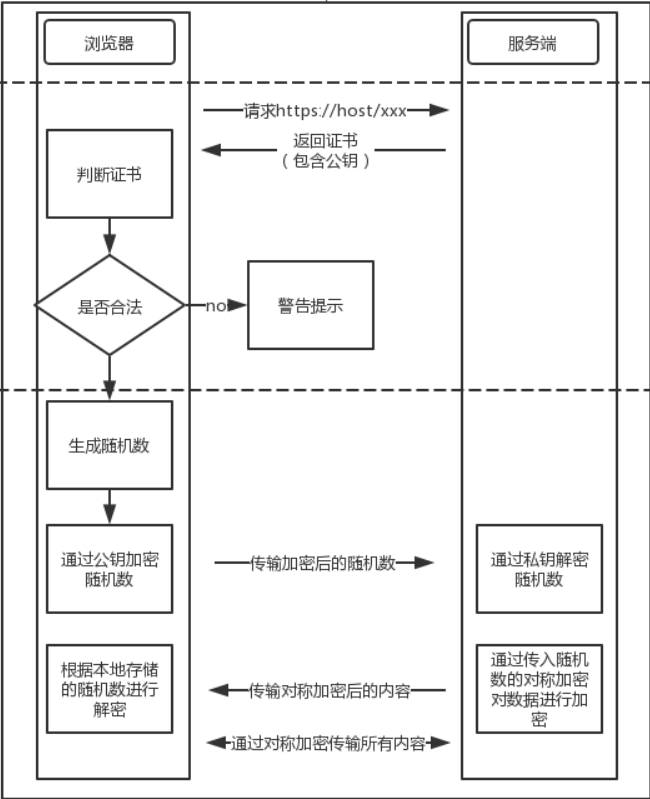 浏览器
服务端
请求https://host/xxx
返回证书
（包含公钥）
判断证书
是否合法
no
警告提示
生成随机数
通过公钥加密
随机数
传输加密后的随机数
通过私钥解密
随机数
根据本地存储
的随机数进行
解密
传输对称加密后的内容
通过传入随机
数的对称加密
对数据进行加
密
通过对称加密传输所有内容